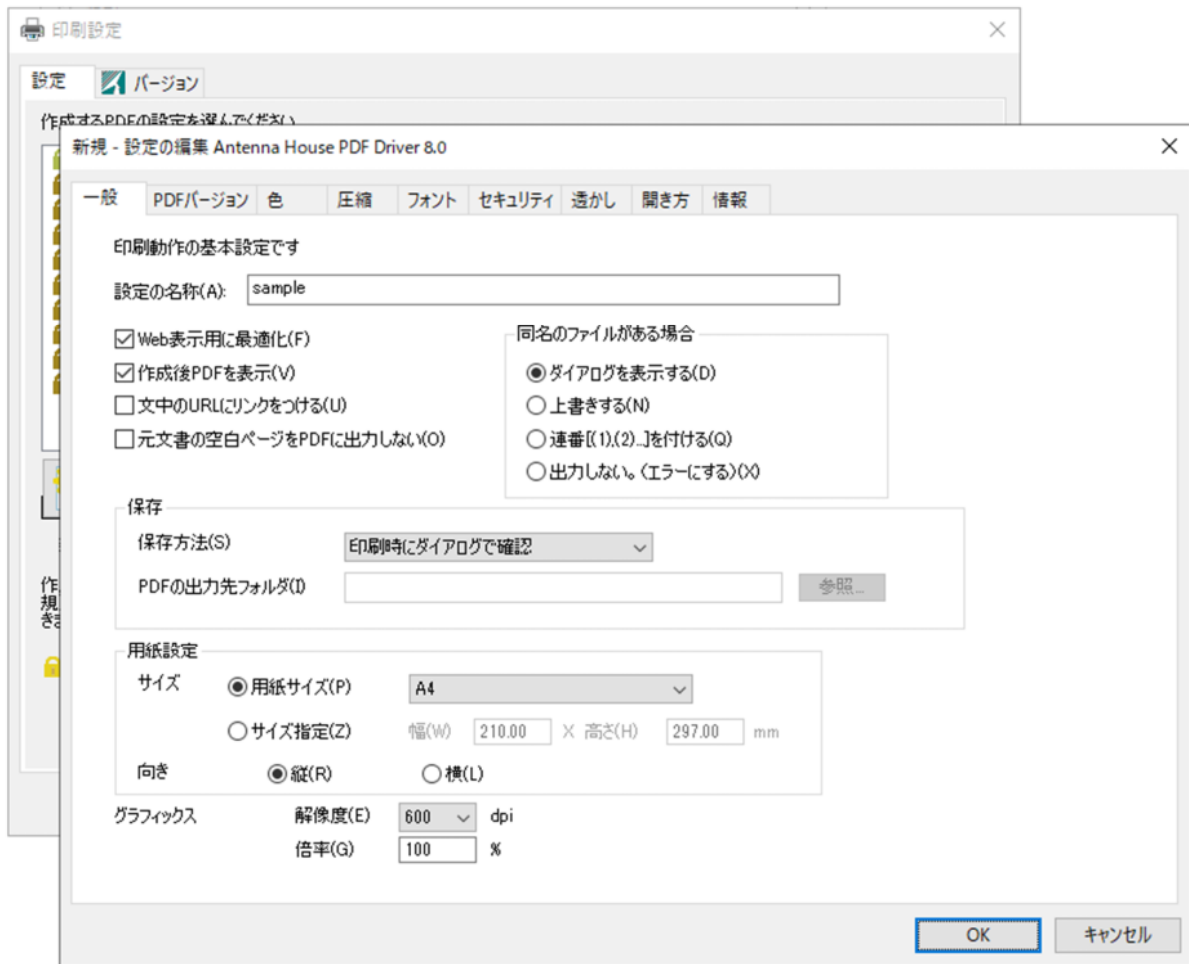 印刷設定
設定 バージョン
作成するPDFの設定を選んでください
新規 - 設定の編集 Antenna House PDF Driver 8.0
一般 PDFバージョン 色 圧縮 フォント セキュリティ 透かし 開き方 情報
印刷動作の基本設定です
設定の名称(A): sample
Web表示用に最適化(F)
作成後PDFを表示(V)
文中のURLにリンクをつける(U)
元文書の空白ページをPDFに出力しない(O)
同名のファイルがある場合
ダイアログを表示する(D)
上書きする(N)
連番[(1),(2)...]を付ける(Q)
出力しない。(エラーにする)(X)
保存
保存方法(S) 印刷時にダイアログで確認
PDFの出力先フォルダ(I) 参照...
用紙設定
サイズ 用紙サイズ(P) A4
サイズ指定(Z) 幅(W) 210.00 X 高さ(H) 297.00 mm
向き 縦(R) 横(L)
グラフィックス 解像度(E) 600 dpi
倍率(G) 100 %
OK キャンセル
作
規
きま